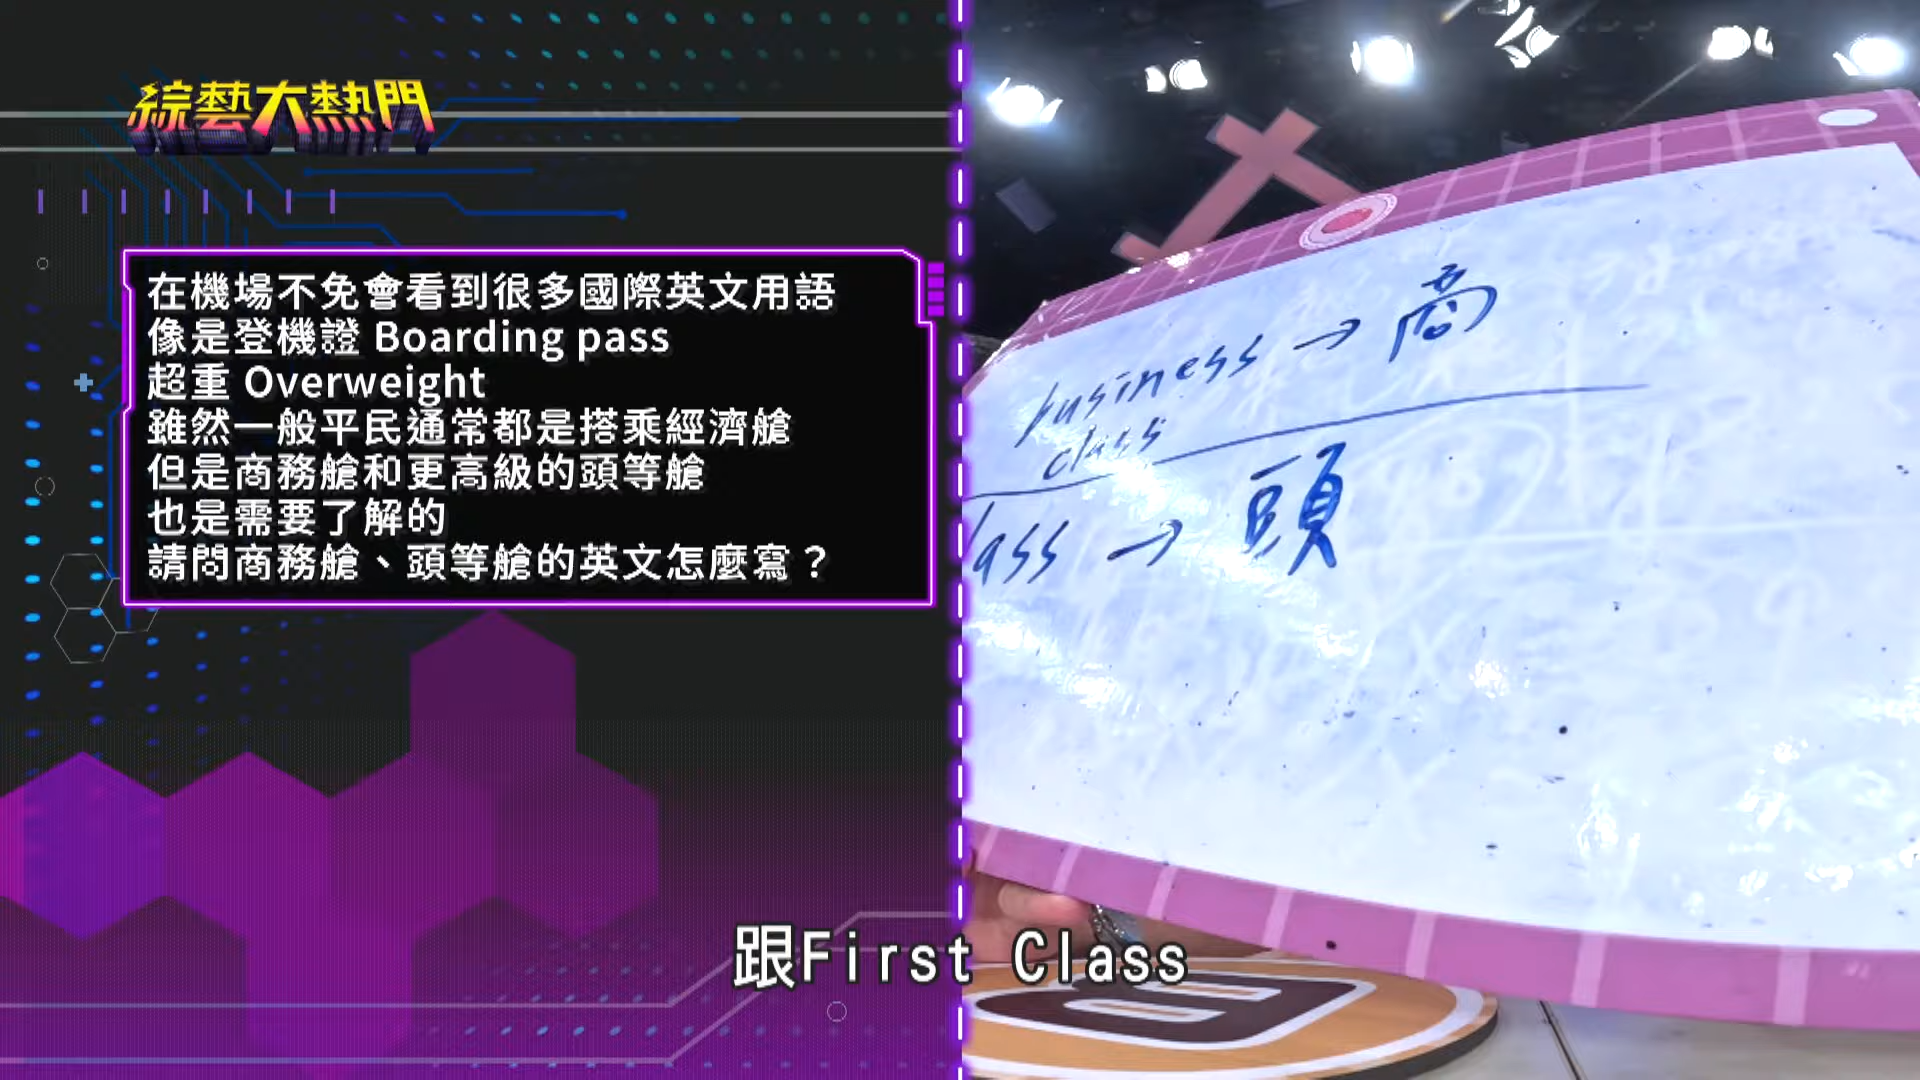 綜藝大熱門
在機場不免會看到很多國際英文用語
像是登機證 Boarding pass
超重 Overweight
雖然一般平民通常都是搭乘經濟艙
但是商務艙和更高級的頭等艙
也是需要了解的
請問商務艙、頭等艙的英文怎麼寫？
business → 商
class
lass → 頭
跟First Class